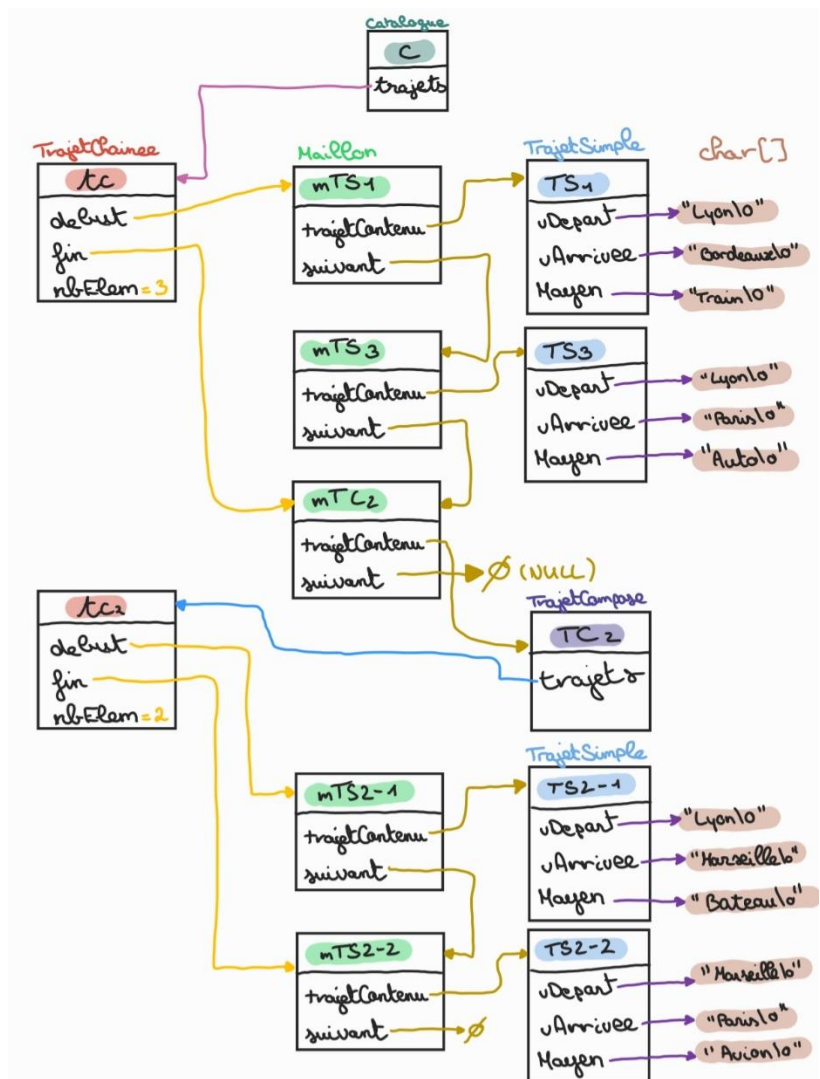 Catalogue
C
trajets
TrajetChainee
tc
debut
fin
nbElem = 3
Maillon
mTS1
trajetContenu
suivant
TrajetSimple
TS1
vDepart
vArrivee
Moyen
char[]
"Lyon\0"
"Bordeaux\0"
"Train\0"
mTS3
trajetContenu
suivant
TS3
vDepart
vArrivee
Moyen
"Lyon\0"
"Paris\0"
"Auto\0"
mTC2
trajetContenu
suivant
Ø (NULL)
tc2
debut
fin
nbElem = 2
TrajetCompose
TC2
trajets
mTS2-1
trajetContenu
suivant
TrajetSimple
TS2-1
vDepart
vArrivee
Moyen
"Lyon\0"
"Marseille\0"
"Bateau\0"
mTS2-2
trajetContenu
suivant
Ø
TS2-2
vDepart
vArrivee
Moyen
"Marseille\0"
"Paris\0"
"Avion\0"